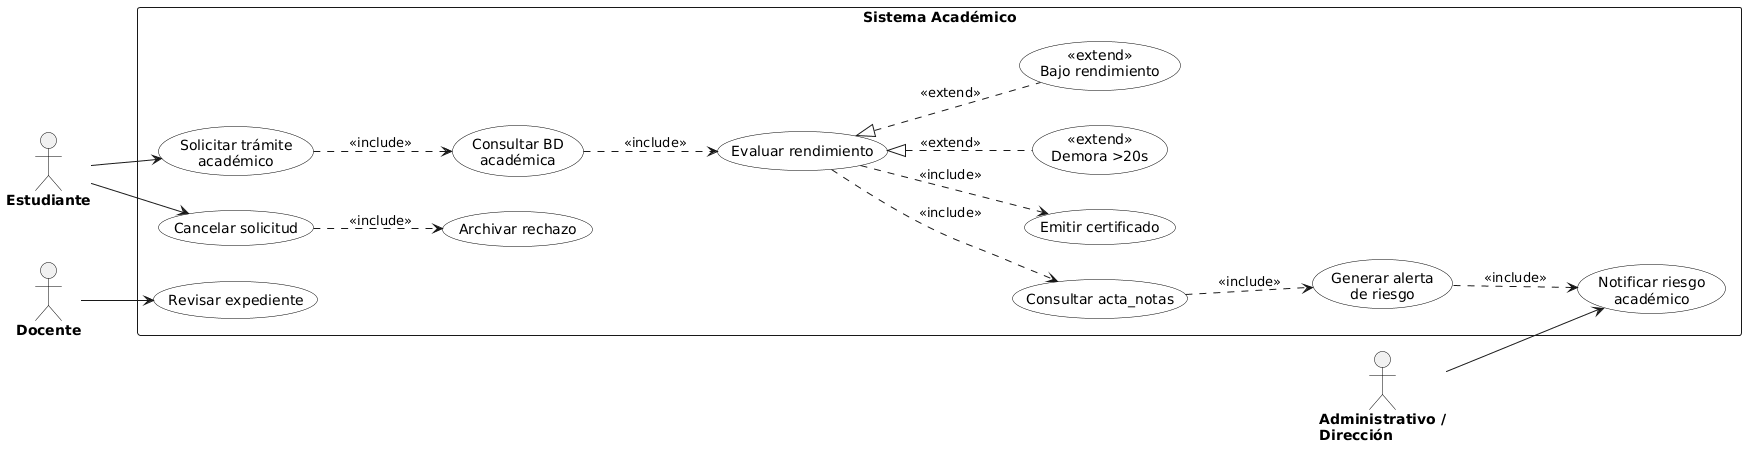 Sistema Académico
«extend»
Bajo rendimiento
«extend»
«extend»
Demora >20s
«extend»
Solicitar trámite
académico
«include»
Consultar BD
académica
«include»
Evaluar rendimiento
«include»
«include»
Emitir certificado
Estudiante
Cancelar solicitud
«include»
Archivar rechazo
Consultar acta_notas
«include»
Generar alerta
de riesgo
«include»
Notificar riesgo
académico
Revisar expediente
Docente
Administrativo /
Dirección